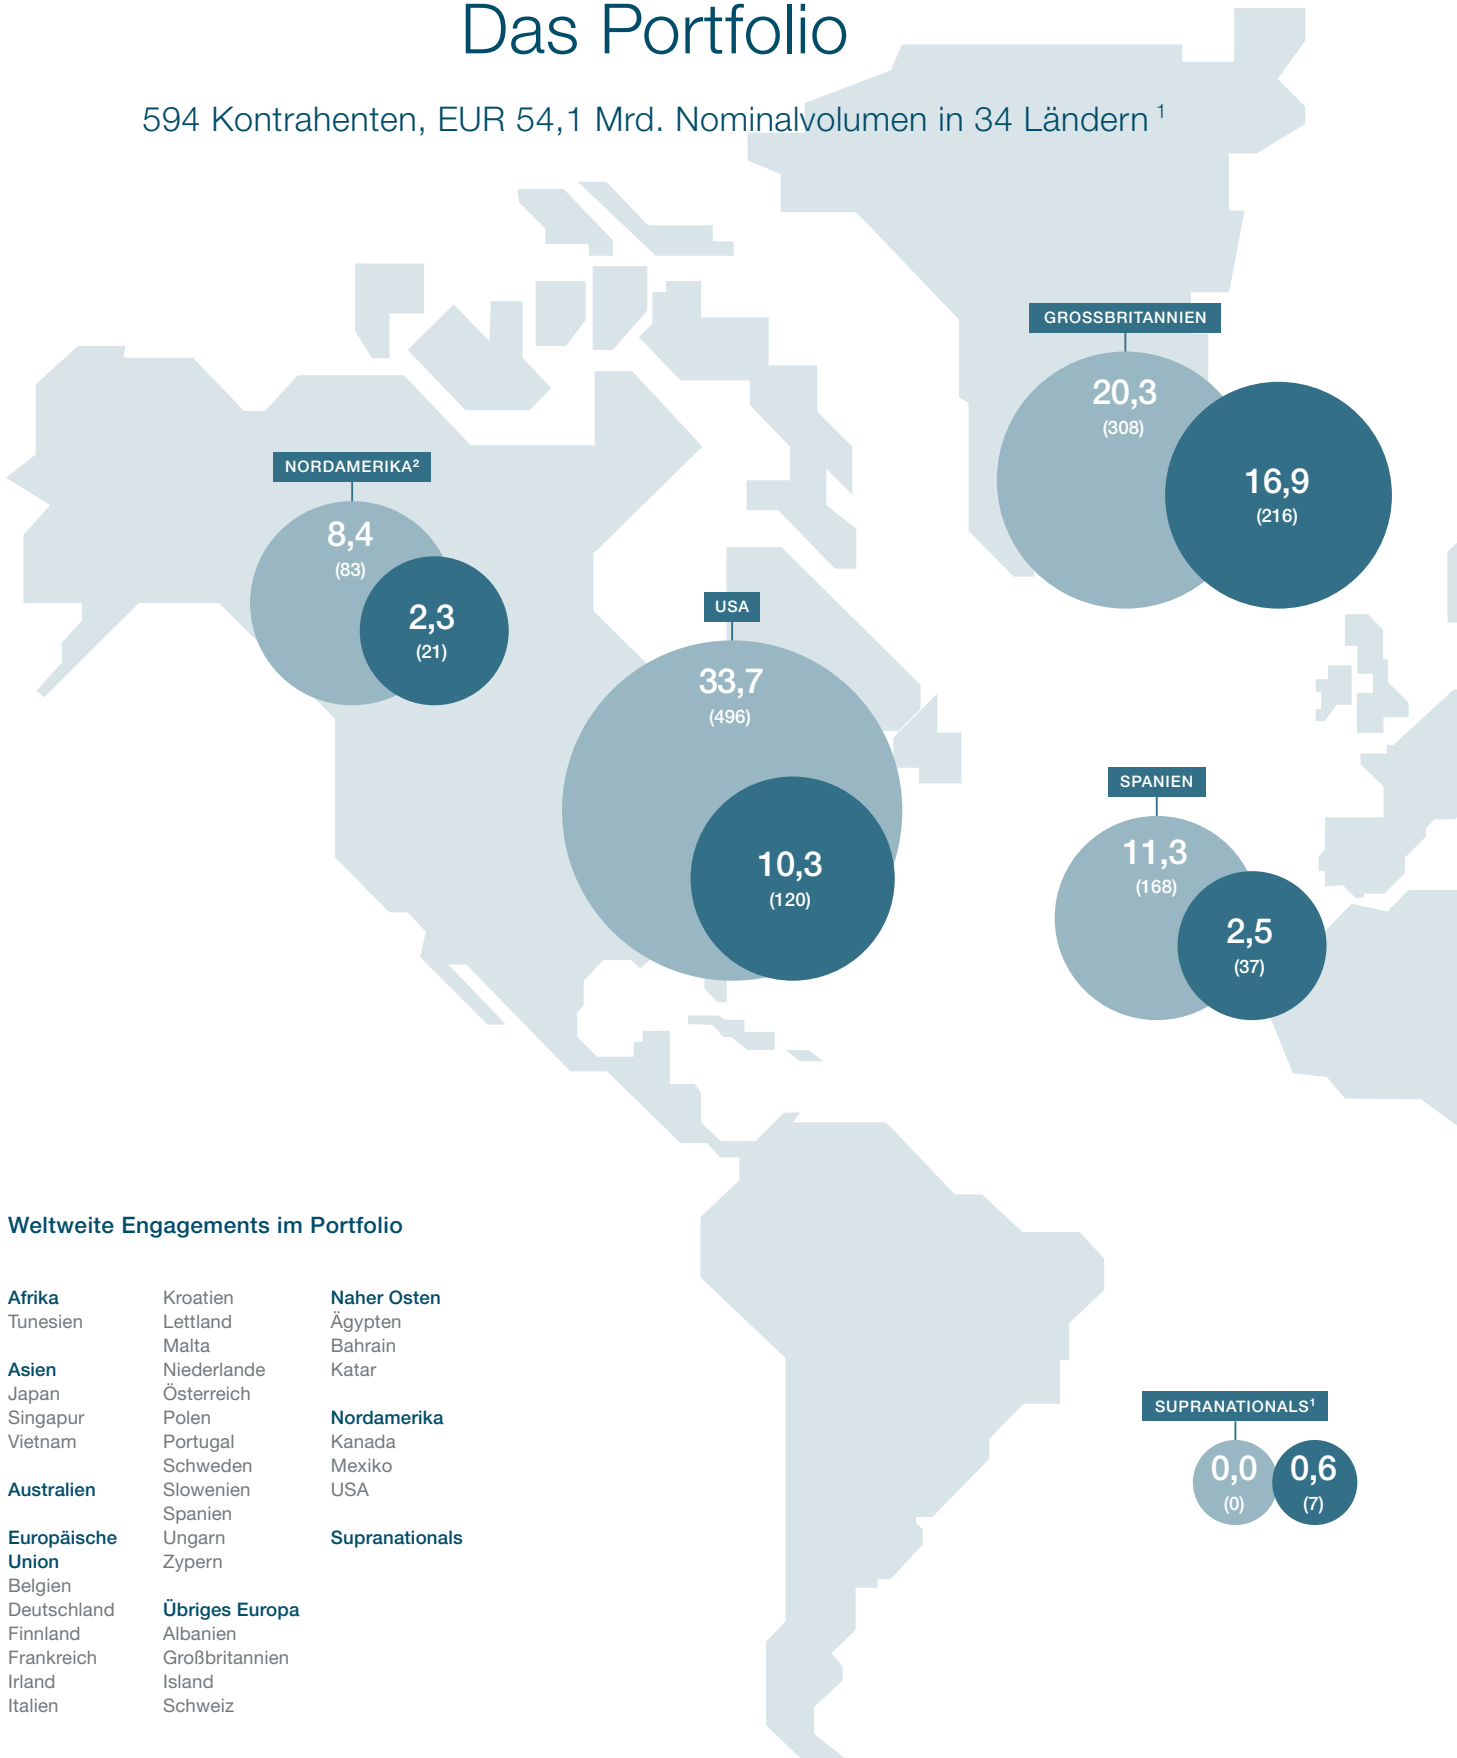 Das Portfolio
594 Kontrahenten, EUR 54,1 Mrd. Nominalvolumen in 34 Ländern ¹
GROSSBRITANNIEN
20,3
(308)
16,9
(216)
NORDAMERIKA²
8,4
(83)
2,3
(21)
USA
33,7
(496)
10,3
(120)
SPANIEN
11,3
(168)
2,5
(37)
SUPRANATIONALS¹
0,0
(0)
0,6
(7)
Weltweite Engagements im Portfolio
Afrika
Tunesien
Asien
Japan
Singapur
Vietnam
Australien
Europäische
Union
Belgien
Deutschland
Finnland
Frankreich
Irland
Italien
Kroatien
Lettland
Malta
Niederlande
Österreich
Polen
Portugal
Schweden
Slowenien
Spanien
Ungarn
Zypern
Übriges Europa
Albanien
Großbritannien
Island
Schweiz
Naher Osten
Ägypten
Bahrain
Katar
Nordamerika
Kanada
Mexiko
USA
Supranationals